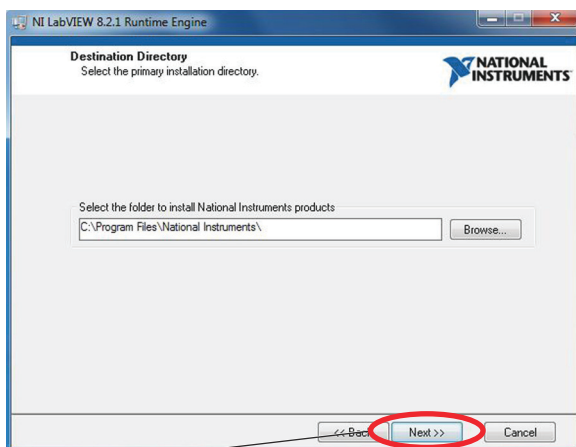 NI LabVIEW 8.2.1 Runtime Engine
Destination Directory
Select the primary installation directory.
NATIONAL
INSTRUMENTS
Select the folder to install National Instruments products
C:\Program Files\National Instruments\
Browse...
<< Back Next >> Cancel